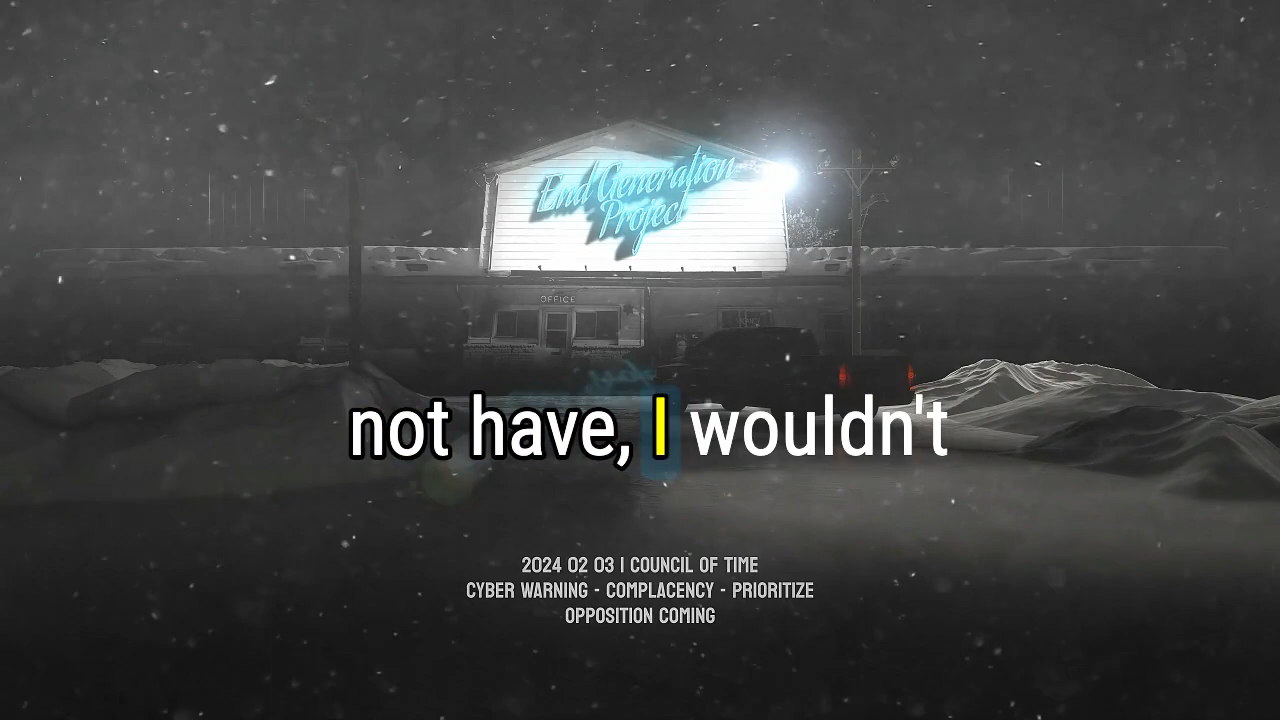 End Generation
Project
OFFICE
not have, I wouldn't
2024 02 03 | COUNCIL OF TIME
CYBER WARNING - COMPLACENCY - PRIORITIZE
OPPOSITION COMING